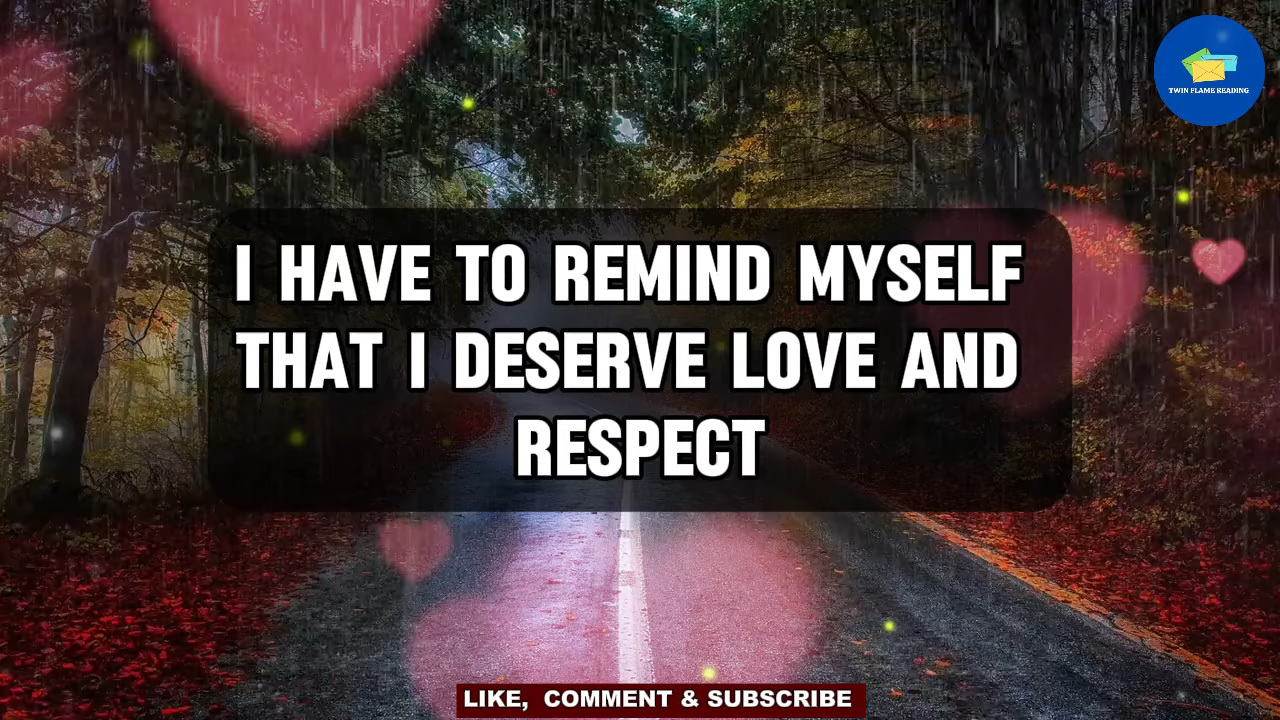 TWIN FLAME READING
I HAVE TO REMIND MYSELF
THAT I DESERVE LOVE AND
RESPECT
LIKE, COMMENT & SUBSCRIBE